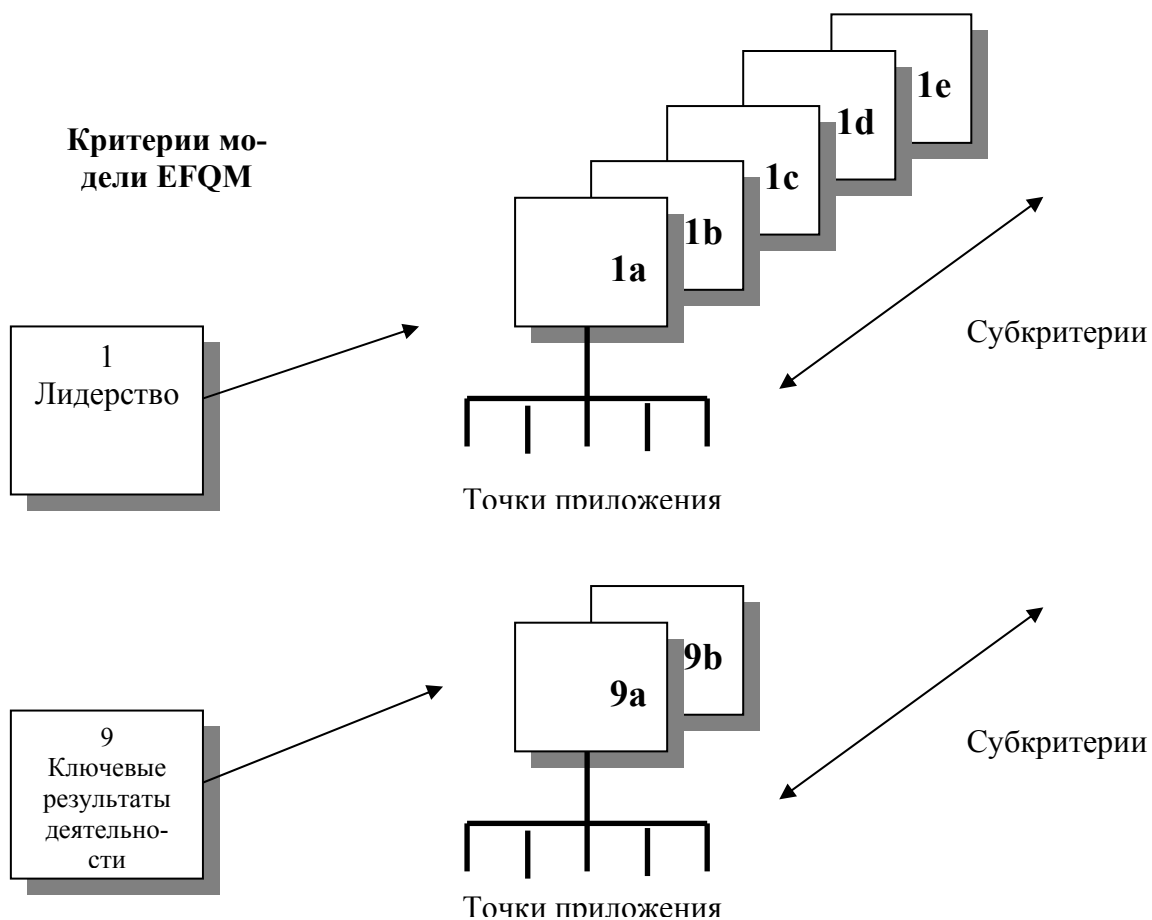 Критерии мо-
дели EFQM
1e
1d
1c
1b
1a
1
Лидерство
Субкритерии
Точки приложения
9b
9a
9
Ключевые
результаты
деятельно-
сти
Субкритерии
Точки приложения